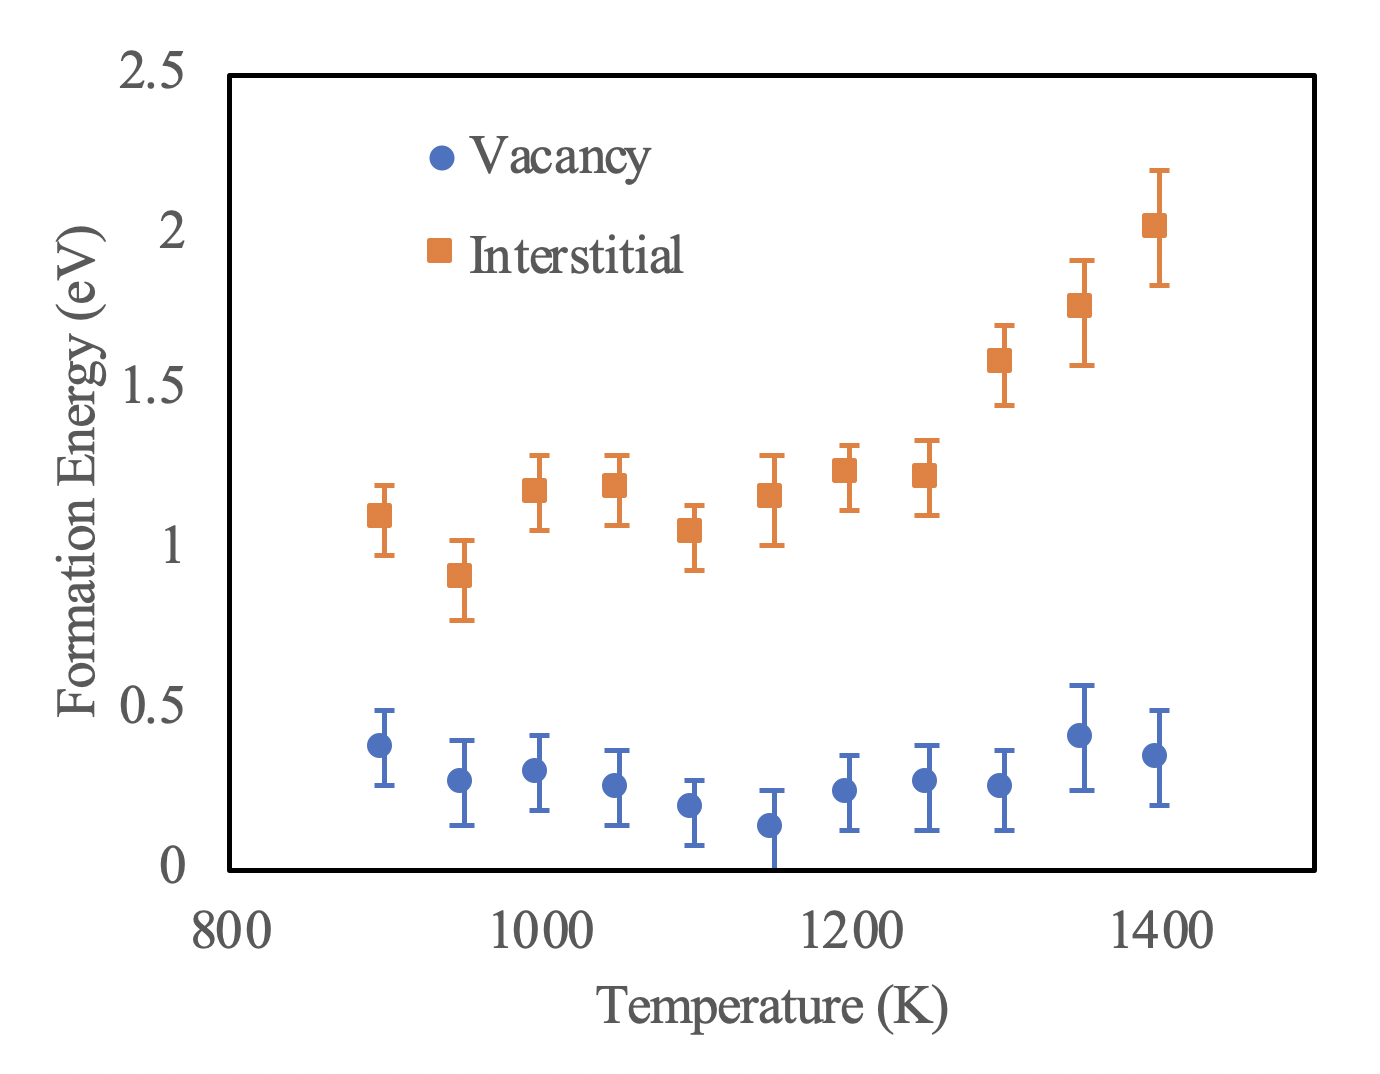 2.5
2
1.5
1
0.5
0
Formation Energy (eV)
Vacancy
Interstitial
800 1000 1200 1400
Temperature (K)